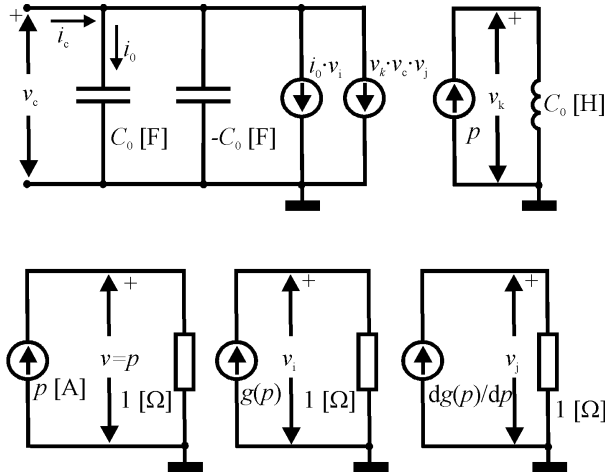 +
i_c
i_0
v_c
C_0 [F]
-C_0 [F]
i_0·v_i
v_k·v_c·v_j
+
p
v_k
C_0 [H]
+
p [A]
v=p
1 [Ω]
+
g(p)
v_i
1 [Ω]
+
dg(p)/dp
v_j
1 [Ω]